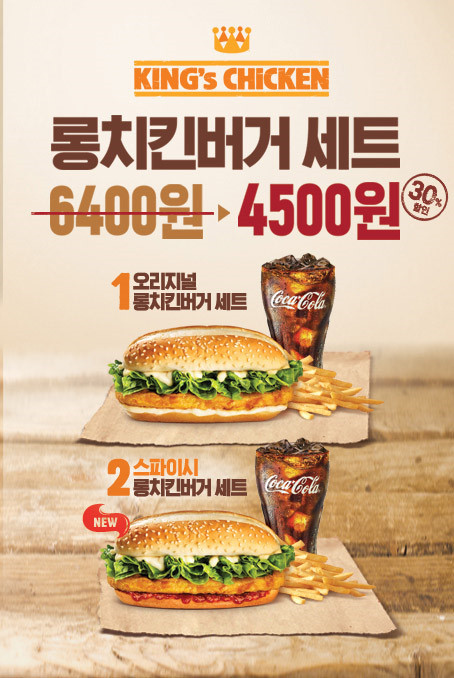 KING's CHICKEN
롱치킨버거 세트
6400원 ▸ 4500원 30% 할인
1 오리지널
롱치킨버거 세트
Coca-Cola
2 스파이시
롱치킨버거 세트
NEW
Coca-Cola